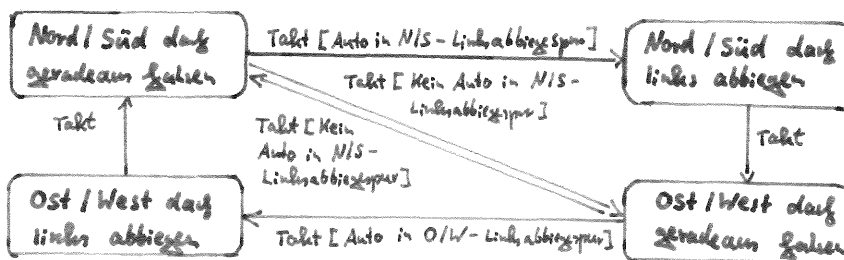 Nord / Süd darf
geradeaus fahren
Takt [Auto in N/S-Linksabbiegespur]
Nord / Süd darf
links abbiegen
Takt [Kein Auto in N/S-
Linksabbiegespur]
Takt
Takt [Kein
Auto in N/S-
Linksabbiegespur]
Takt
Ost / West darf
links abbiegen
Takt [Auto in O/W-Linksabbiegespur]
Ost / West darf
geradeaus fahren